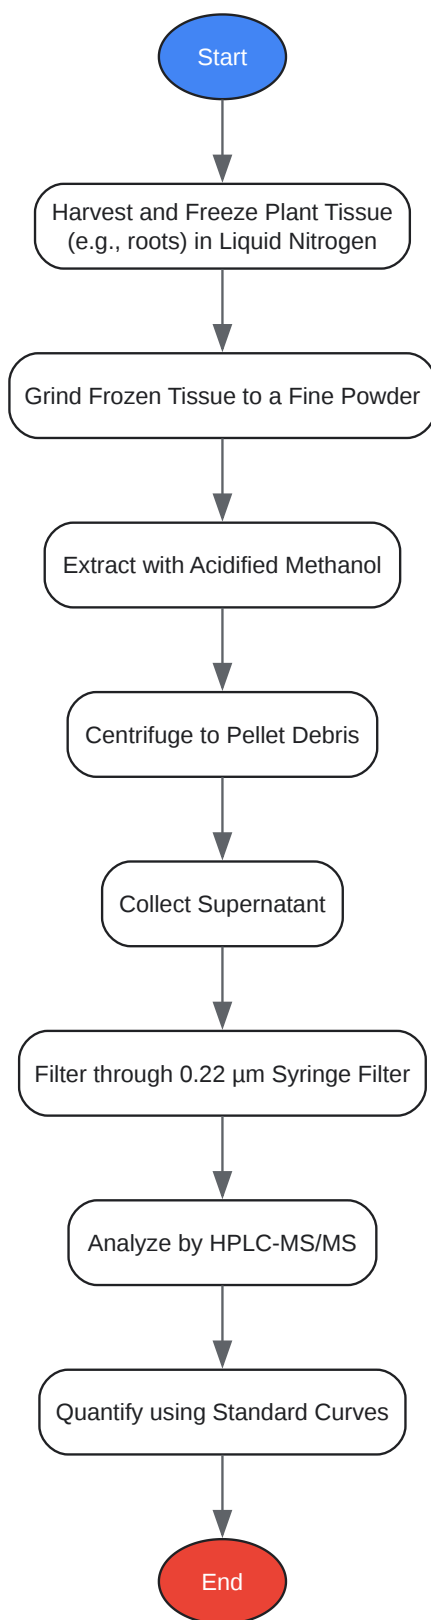 Start
Harvest and Freeze Plant Tissue
(e.g., roots) in Liquid Nitrogen
Grind Frozen Tissue to a Fine Powder
Extract with Acidified Methanol
Centrifuge to Pellet Debris
Collect Supernatant
Filter through 0.22 µm Syringe Filter
Analyze by HPLC-MS/MS
Quantify using Standard Curves
End